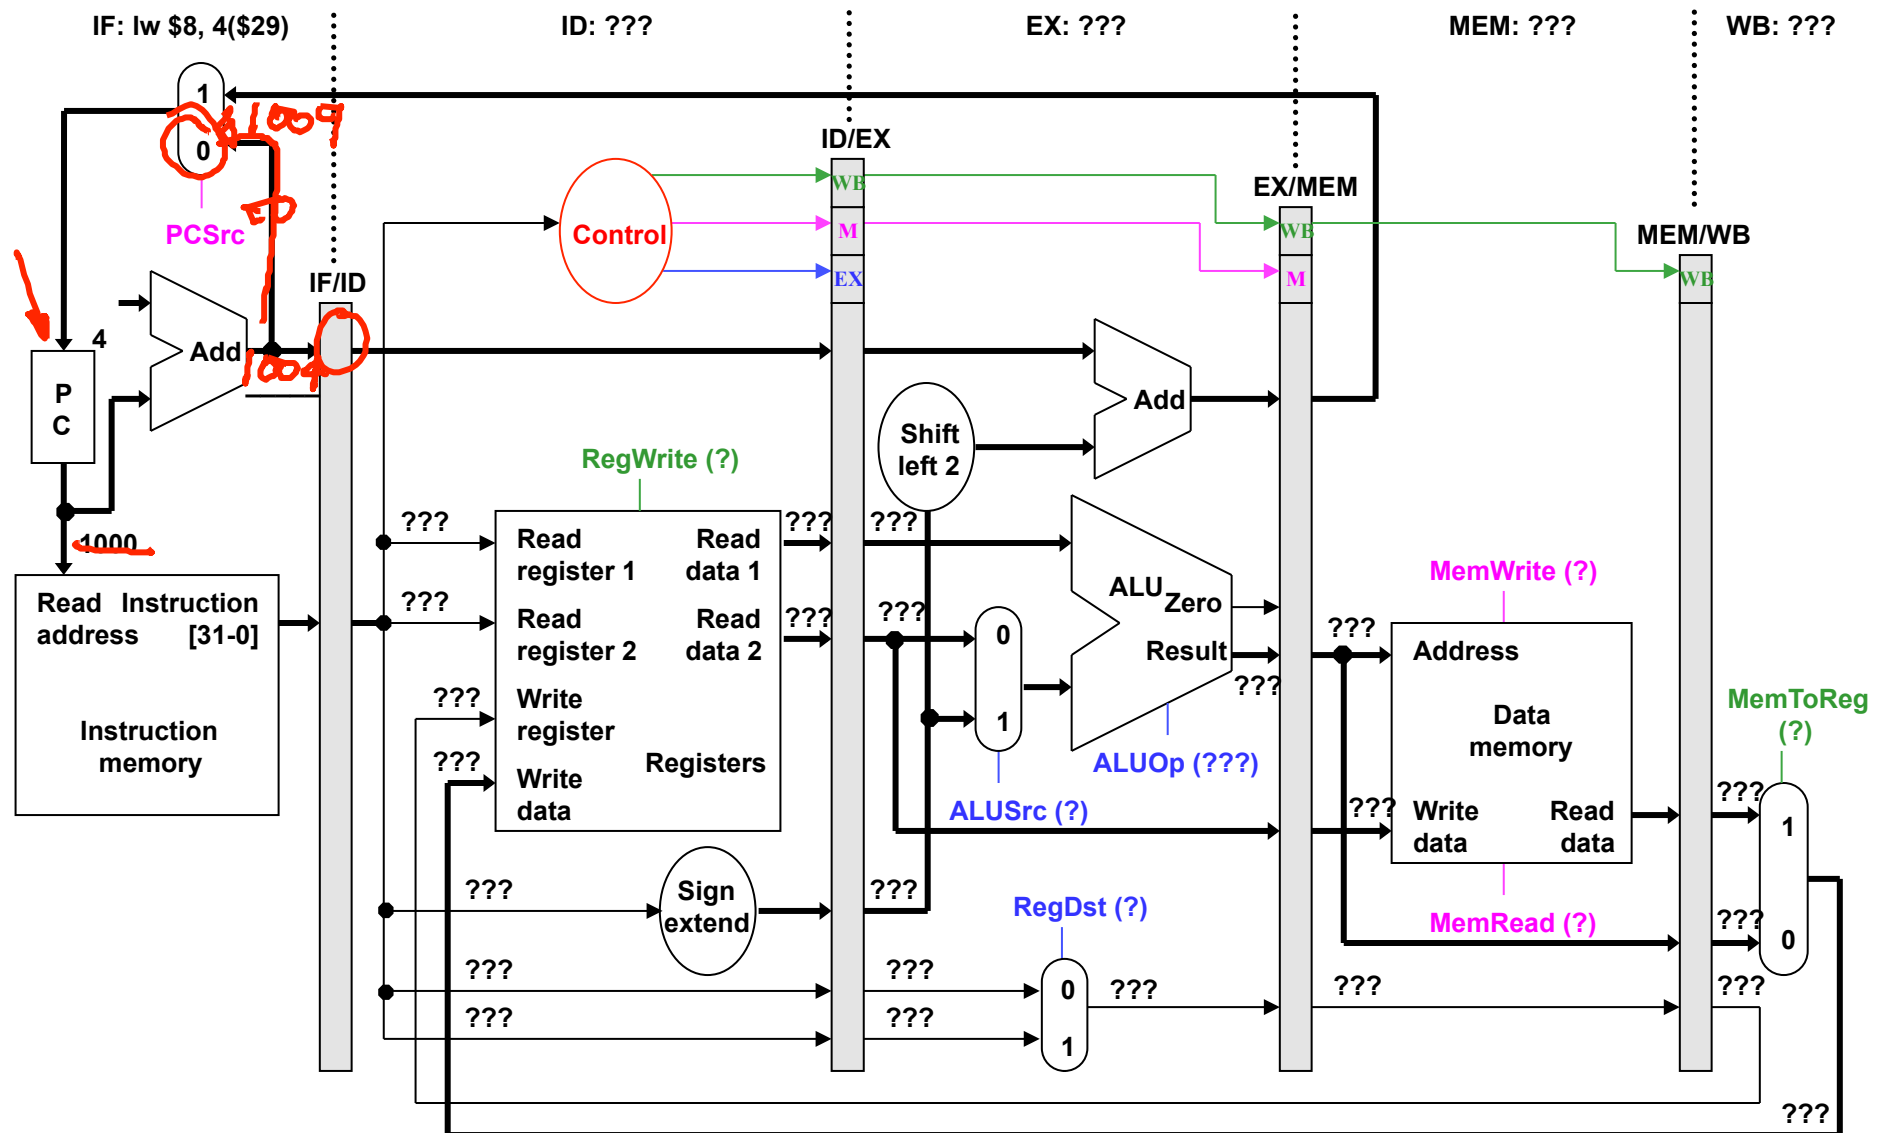 IF: lw $8, 4($29)
ID: ???
EX: ???
MEM: ???
WB: ???
1
1004
0
PCSrc
ID/EX
WB
M
EX
Control
EX/MEM
WB
M
MEM/WB
WB
IF/ID
4
Add
1004
P
C
Add
Shift
left 2
RegWrite (?)
1000
Read
address
Instruction
[31-0]
Instruction
memory
???
???
???
???
Read
register 1
Read
data 1
Read
register 2
Read
data 2
Write
register
Write
data
Registers
???
???
???
???
0
1
ALU
Zero
Result
???
ALUOp (???)
ALUSrc (?)
MemWrite (?)
???
Address
Data
memory
???
Write
data
Read
data
MemRead (?)
MemToReg
(?)
???
1
???
0
???
Sign
extend
???
RegDst (?)
???
???
???
???
0
1
???
???
???
???